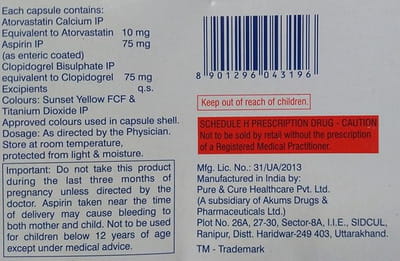 Each capsule contains:
Atorvastatin Calcium IP
Equivalent to Atorvastatin 10 mg
Aspirin IP 75 mg
(as enteric coated)
Clopidogrel Bisulphate IP
equivalent to Clopidogrel 75 mg
Excipients q.s.
Colours: Sunset Yellow FCF &
Titanium Dioxide IP
Approved colours used in capsule shell.
Dosage: As directed by the Physician.
Store at room temperature,
protected from light & moisture.
Important: Do not take this product
during the last three months of
pregnancy unless directed by the
doctor. Aspirin taken near the time
of delivery may cause bleeding to
both mother and child. Not to be used
for children below 12 years of age
except under medical advice.
8 901296 043196
Keep out of reach of children.
SCHEDULE H PRESCRIPTION DRUG - CAUTION
Not to be sold by retail without the prescription
of a Registered Medical Practitioner.
Mfg. Lic. No.: 31/UA/2013
Manufactured in India by:
Pure & Cure Healthcare Pvt. Ltd.
(A subsidiary of Akums Drugs &
Pharmaceuticals Ltd.)
Plot No. 26A, 27-30, Sector-8A, I.I.E., SIDCUL,
Ranipur, Distt. Haridwar-249 403, Uttarakhand.
TM - Trademark